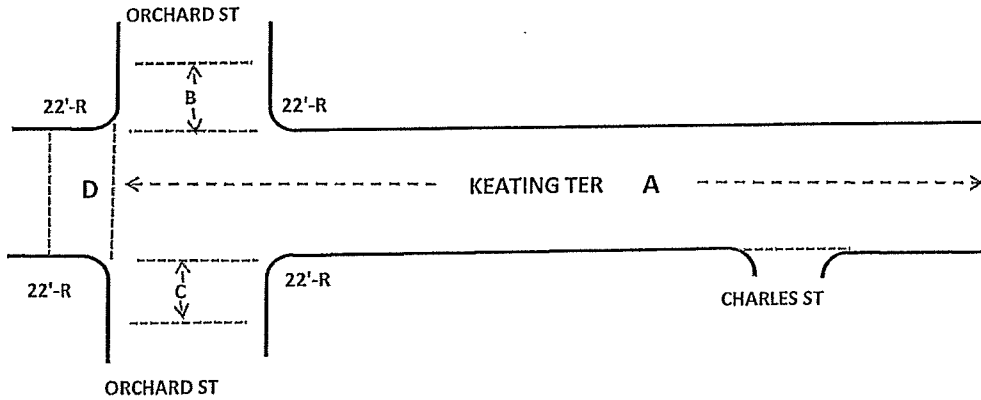 ORCHARD ST
B
22'-R
22'-R
D
KEATING TER A
C
22'-R
22'-R
CHARLES ST
ORCHARD ST